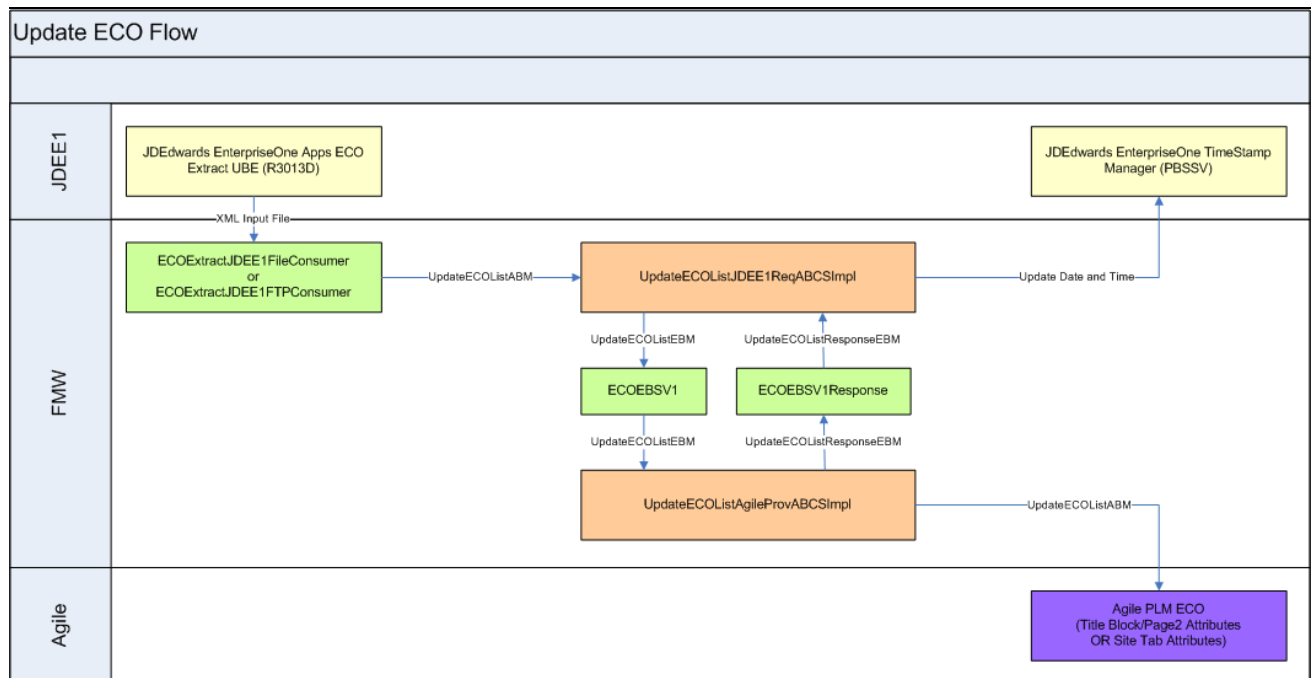 Update ECO Flow
JDEE1
JDEdwards EnterpriseOne Apps ECO
Extract UBE (R3013D)
JDEdwards EnterpriseOne TimeStamp
Manager (PBSSV)
XML Input File
FMW
ECOExtractJDEE1FileConsumer
or
ECOExtractJDEE1FTPConsumer
UpdateECOListABM
UpdateECOListJDEE1ReqABCSImpl
Update Date and Time
UpdateECOListEBM
UpdateECOListResponseEBM
ECOEBSV1
ECOEBSV1Response
UpdateECOListEBM
UpdateECOListResponseEBM
UpdateECOListAgileProvABCSImpl
UpdateECOListABM
Agile
Agile PLM ECO
(Title Block/Page2 Attributes
OR Site Tab Attributes)